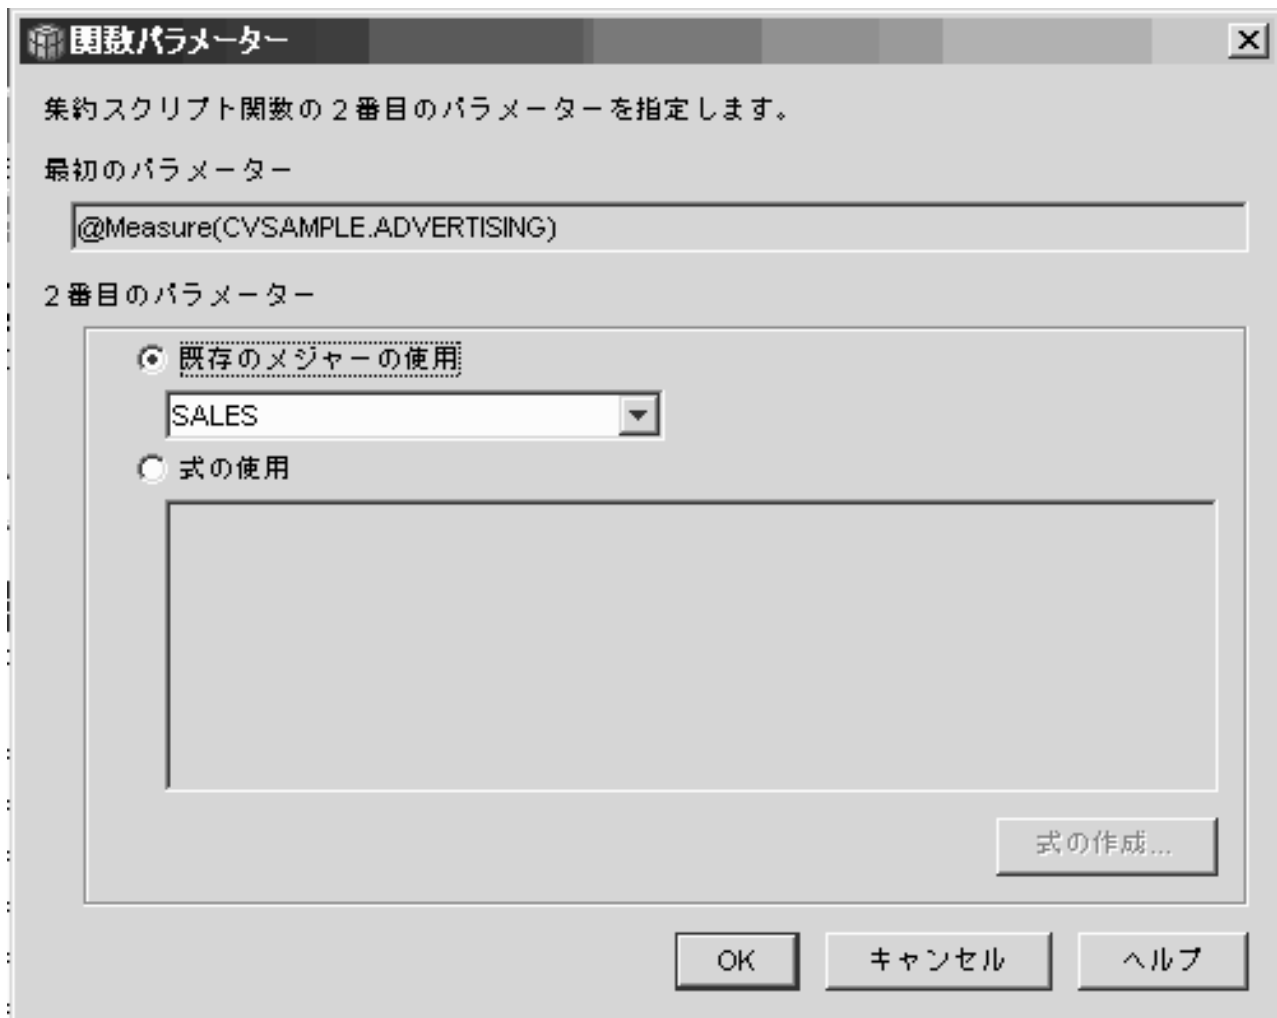 関数パラメーター
集約スクリプト関数の２番目のパラメーターを指定します。
最初のパラメーター
@Measure(CVSAMPLE.ADVERTISING)
２番目のパラメーター
既存のメジャーの使用
SALES
式の使用
式の作成...
OK
キャンセル
ヘルプ